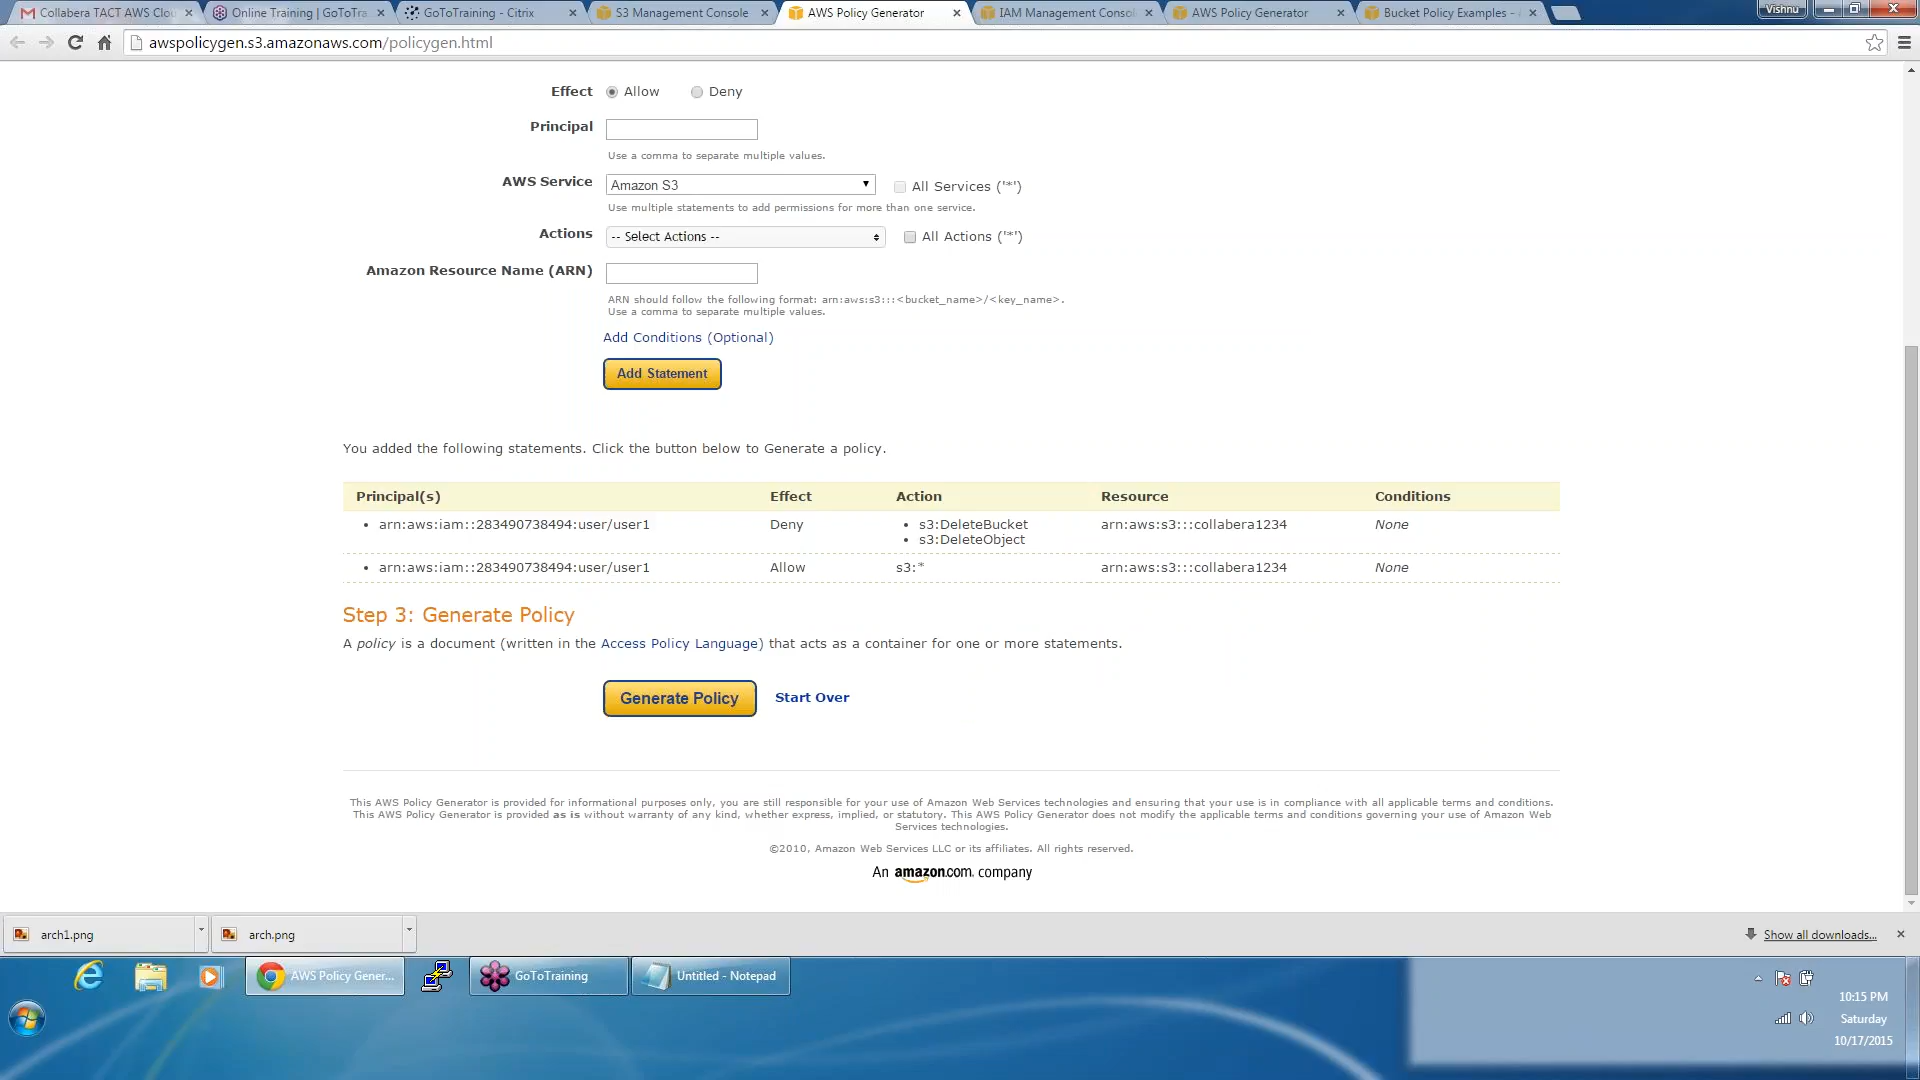 Collabera TACT AWS Clou
Online Training | GoToTra
GoToTraining - Citrix
S3 Management Console
AWS Policy Generator
IAM Management Consol
AWS Policy Generator
Bucket Policy Examples -
Vishnu
awspolicygen.s3.amazonaws.com/policygen.html
Effect
Allow
Deny
Principal
Use a comma to separate multiple values.
AWS Service
Amazon S3
All Services ('*')
Use multiple statements to add permissions for more than one service.
Actions
-- Select Actions --
All Actions ('*')
Amazon Resource Name (ARN)
ARN should follow the following format: arn:aws:s3:::<bucket_name>/<key_name>.
Use a comma to separate multiple values.
Add Conditions (Optional)
Add Statement
You added the following statements. Click the button below to Generate a policy.
Principal(s) Effect Action Resource Conditions
• arn:aws:iam::283490738494:user/user1 Deny • s3:DeleteBucket arn:aws:s3:::collabera1234 None
• s3:DeleteObject
• arn:aws:iam::283490738494:user/user1 Allow s3:* arn:aws:s3:::collabera1234 None
Step 3: Generate Policy
A policy is a document (written in the Access Policy Language) that acts as a container for one or more statements.
Generate Policy
Start Over
This AWS Policy Generator is provided for informational purposes only, you are still responsible for your use of Amazon Web Services technologies and ensuring that your use is in compliance with all applicable terms and conditions.
This AWS Policy Generator is provided as is without warranty of any kind, whether express, implied, or statutory. This AWS Policy Generator does not modify the applicable terms and conditions governing your use of Amazon Web
Services technologies.
©2010, Amazon Web Services LLC or its affiliates. All rights reserved.
An amazon.com company
arch1.png
arch.png
Show all downloads...
AWS Policy Gener...
GoToTraining
Untitled - Notepad
10:15 PM
Saturday
10/17/2015